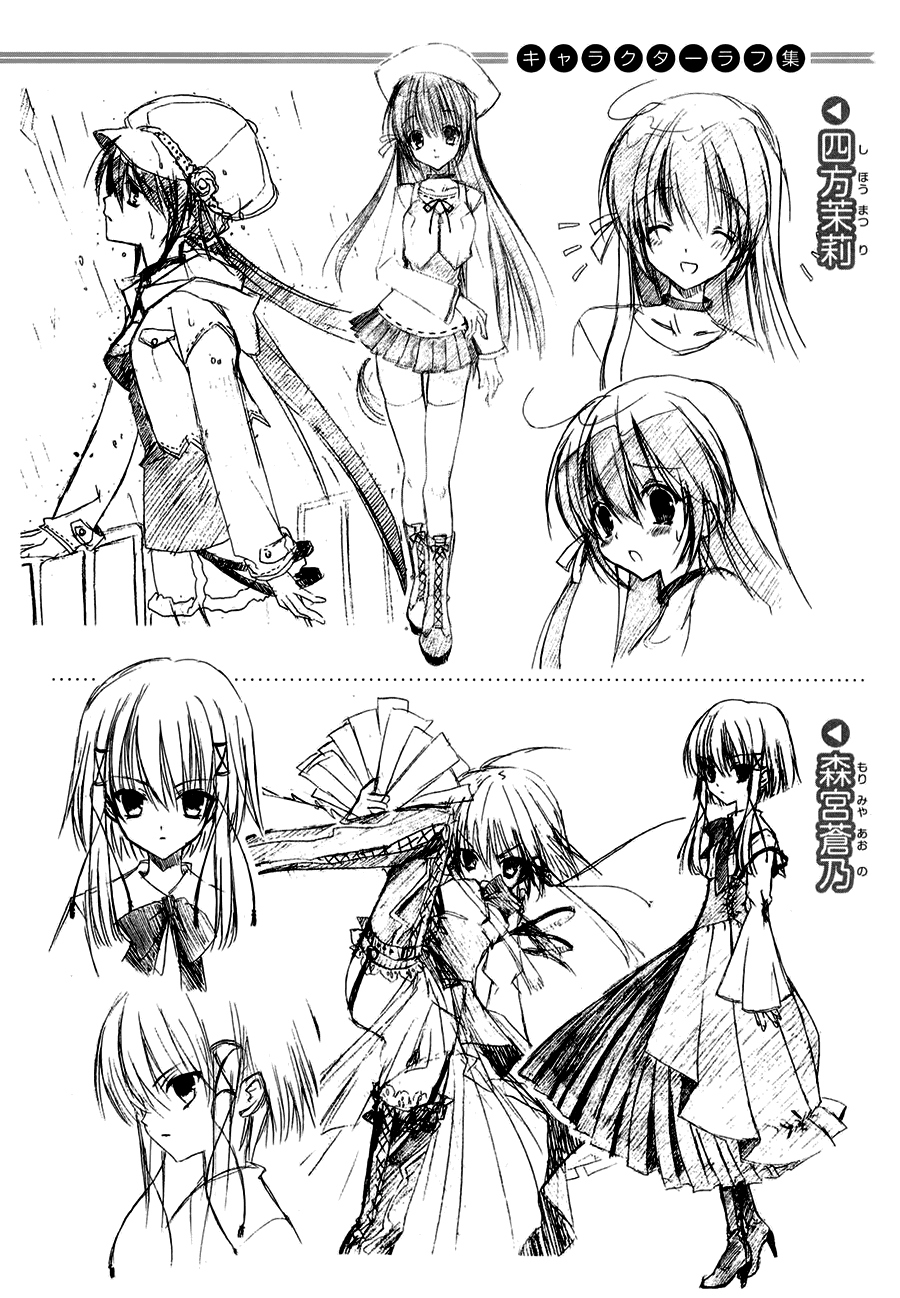 キャラクターラフ集
四方茉莉
しほうまつり
森宮蒼乃
もりみやあおの